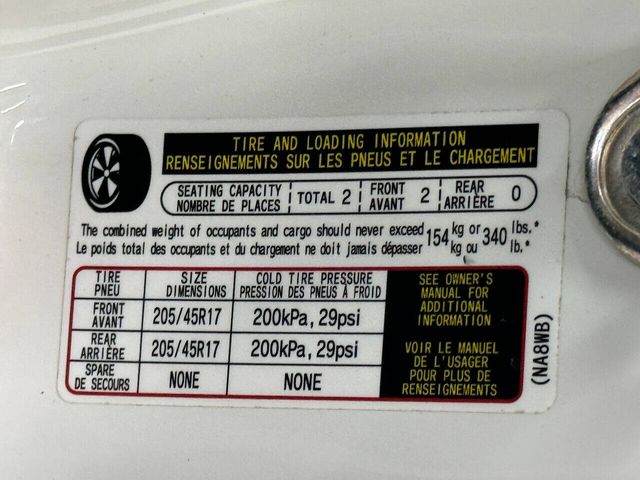 TIRE AND LOADING INFORMATION
RENSEIGNEMENTS SUR LES PNEUS ET LE CHARGEMENT
SEATING CAPACITY
NOMBRE DE PLACES
TOTAL 2
FRONT
AVANT
2
REAR
ARRIÈRE
0
The combined weight of occupants and cargo should never exceed 154 kg or 340 lbs.*
Le poids total des occupants et du chargement ne doit jamais dépasser kg ou lb.*
TIRE
PNEU
SIZE
DIMENSIONS
COLD TIRE PRESSURE
PRESSION DES PNEUS À FROID
FRONT
AVANT
205/45R17
200kPa, 29psi
REAR
ARRIÈRE
205/45R17
200kPa, 29psi
SPARE
DE SECOURS
NONE
NONE
SEE OWNER'S
MANUAL FOR
ADDITIONAL
INFORMATION
VOIR LE MANUEL
DE L'USAGER
POUR PLUS DE
RENSEIGNEMENTS
(NA8WB)